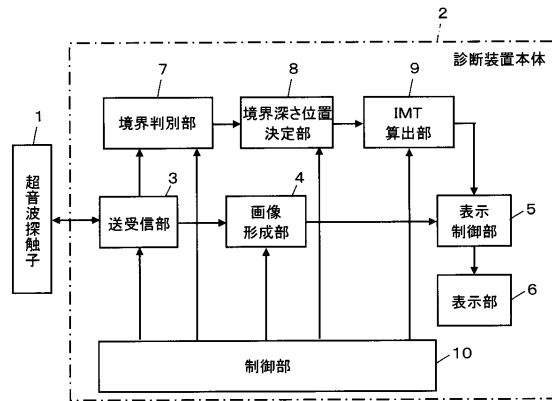 2
診断装置本体
7
境界判別部
8
境界深さ位置
決定部
9
IMT
算出部
1
超音波探触子
3
送受信部
4
画像
形成部
表示
制御部
5
表示部
6
制御部
10